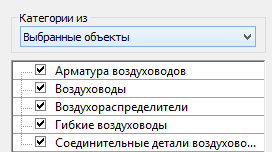 Категории из
Выбранные объекты
Арматура воздуховодов
Воздуховоды
Воздухораспределители
Гибкие воздуховоды
Соединительные детали воздухово...